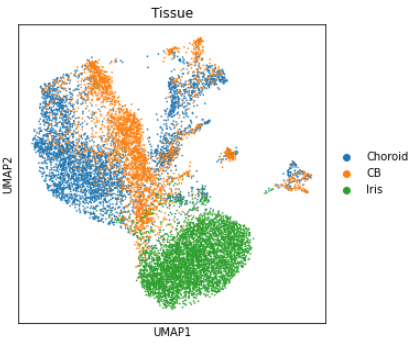 Tissue
UMAP2
Choroid
CB
Iris
UMAP1